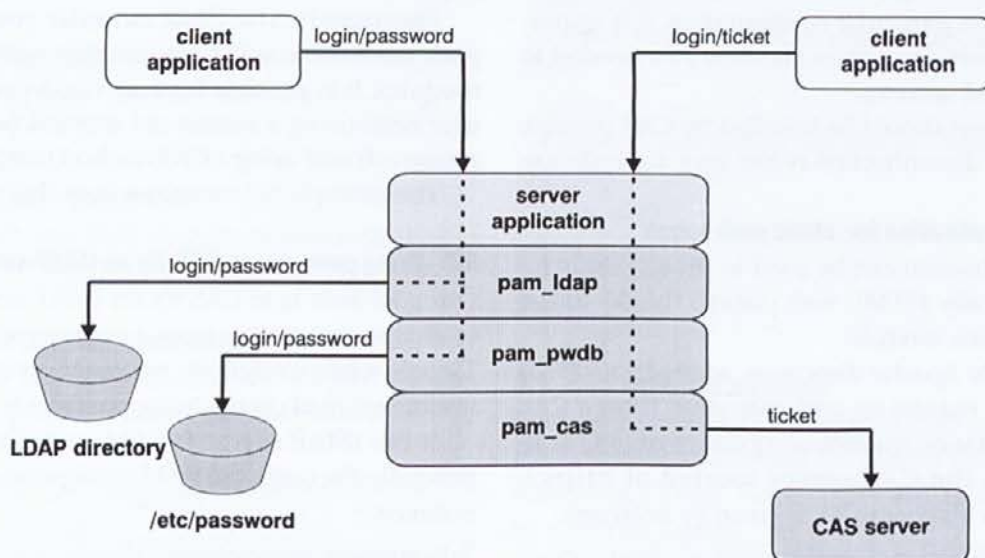 client
application
login/password
login/ticket
client
application
server
application
login/password
pam_ldap
login/password
pam_pwdb
LDAP directory
pam_cas
ticket
/etc/password
CAS server